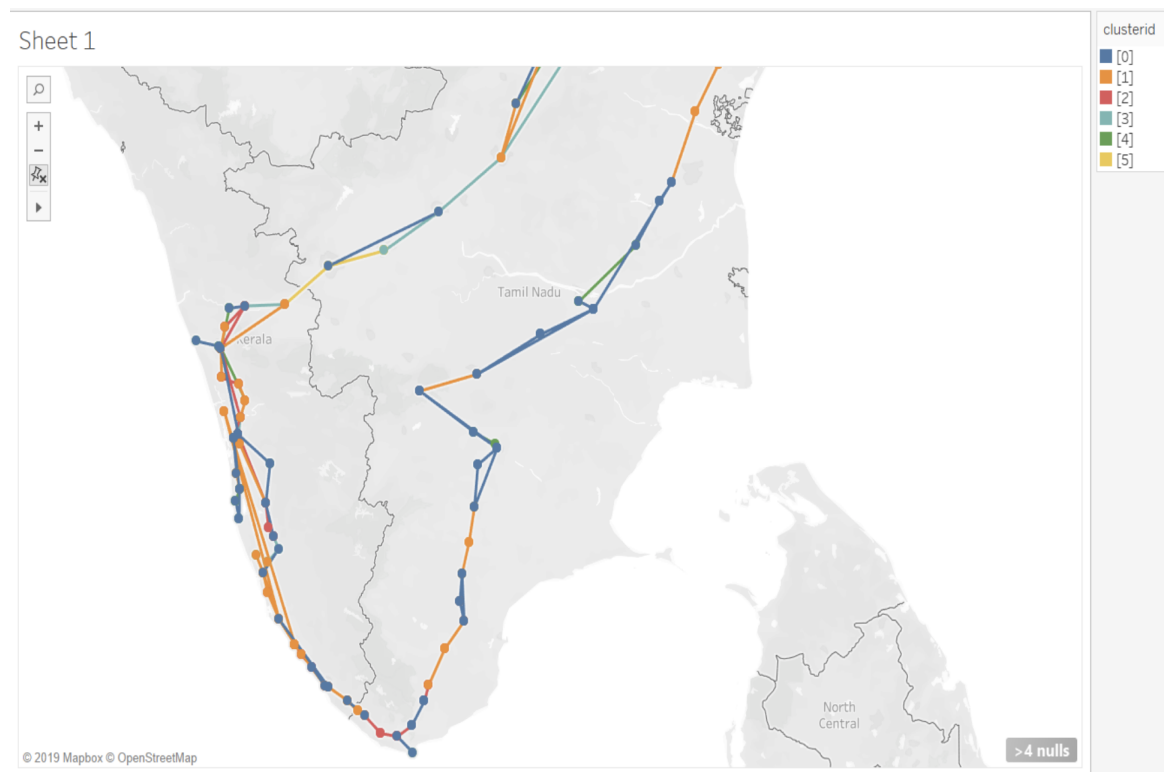 Sheet 1
clusterid
[0]
[1]
[2]
[3]
[4]
[5]
Tamil Nadu
Kerala
North
Central
© 2019 Mapbox © OpenStreetMap
>4 nulls